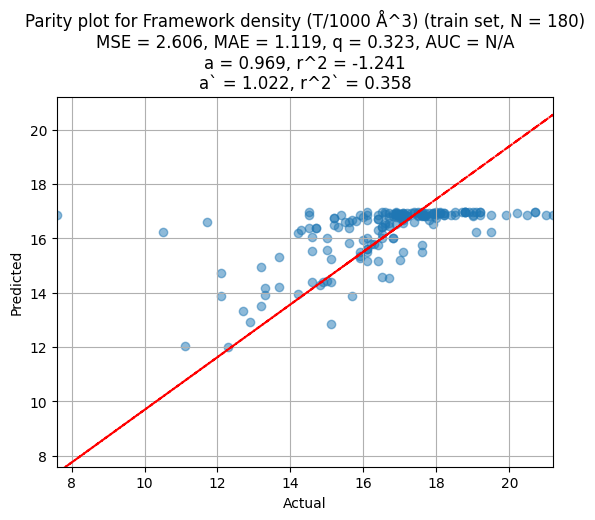 Parity plot for Framework density (T/1000 Å^3) (train set, N = 180)
MSE = 2.606, MAE = 1.119, q = 0.323, AUC = N/A
a = 0.969, r^2 = -1.241
a` = 1.022, r^2` = 0.358
20
18
16
14
12
10
8
Predicted
8
10
12
14
16
18
20
Actual